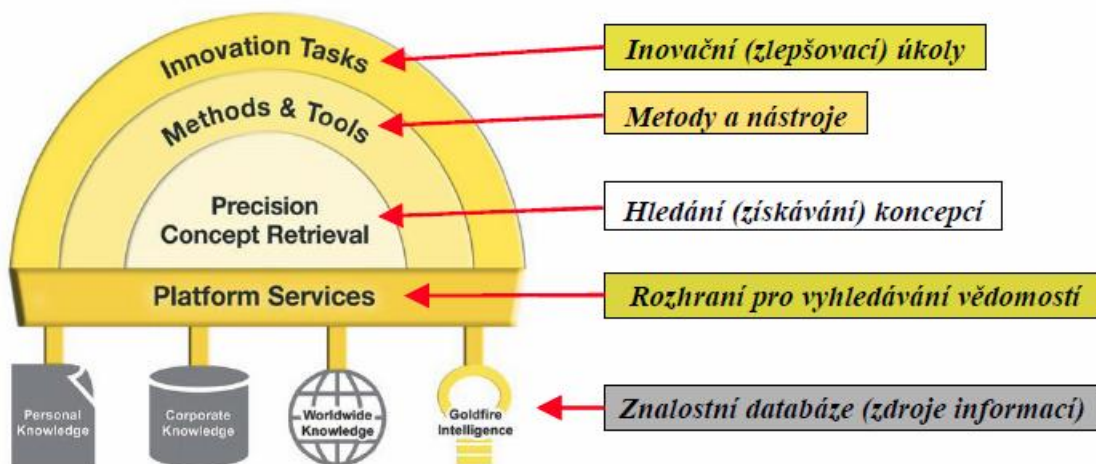 Innovation Tasks
Inovační (zlepšovací) úkoly
Methods & Tools
Metody a nástroje
Precision
Concept Retrieval
Hledání (získávání) koncepcí
Platform Services
Rozhraní pro vyhledávání vědomostí
Personal
Knowledge
Corporate
Knowledge
Worldwide
Knowledge
Goldfire
Intelligence
Znalostní databáze (zdroje informací)